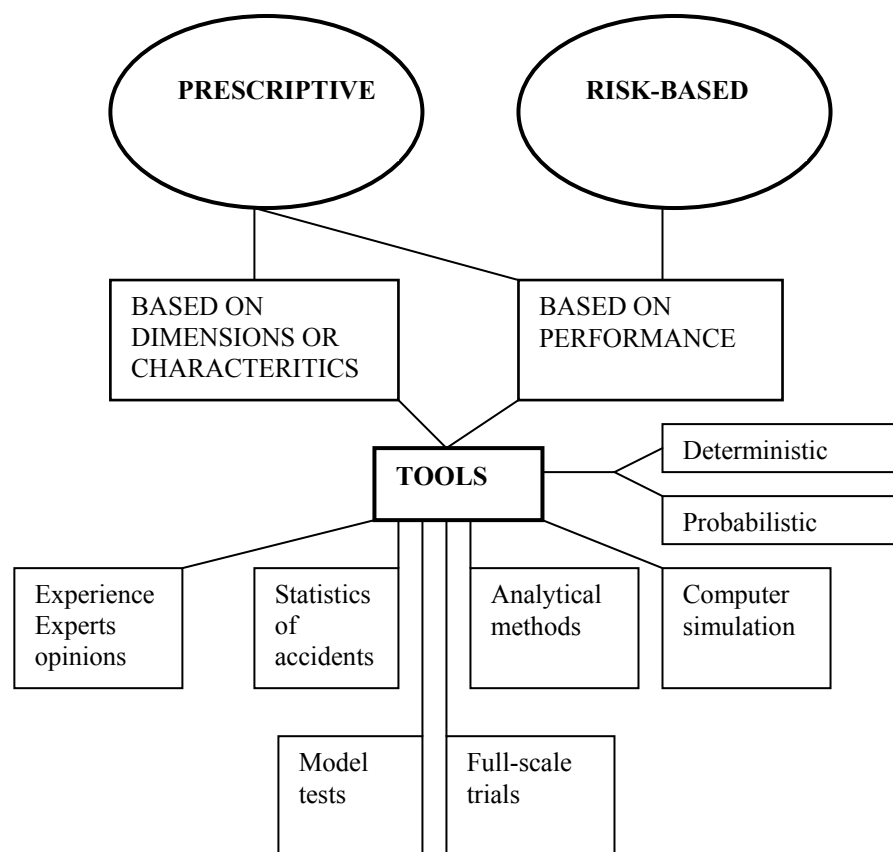 PRESCRIPTIVE
RISK-BASED
BASED ON
DIMENSIONS OR
CHARACTERITICS
BASED ON
PERFORMANCE
TOOLS
Deterministic
Probabilistic
Experience
Experts
opinions
Statistics
of
accidents
Analytical
methods
Computer
simulation
Model
tests
Full-scale
trials